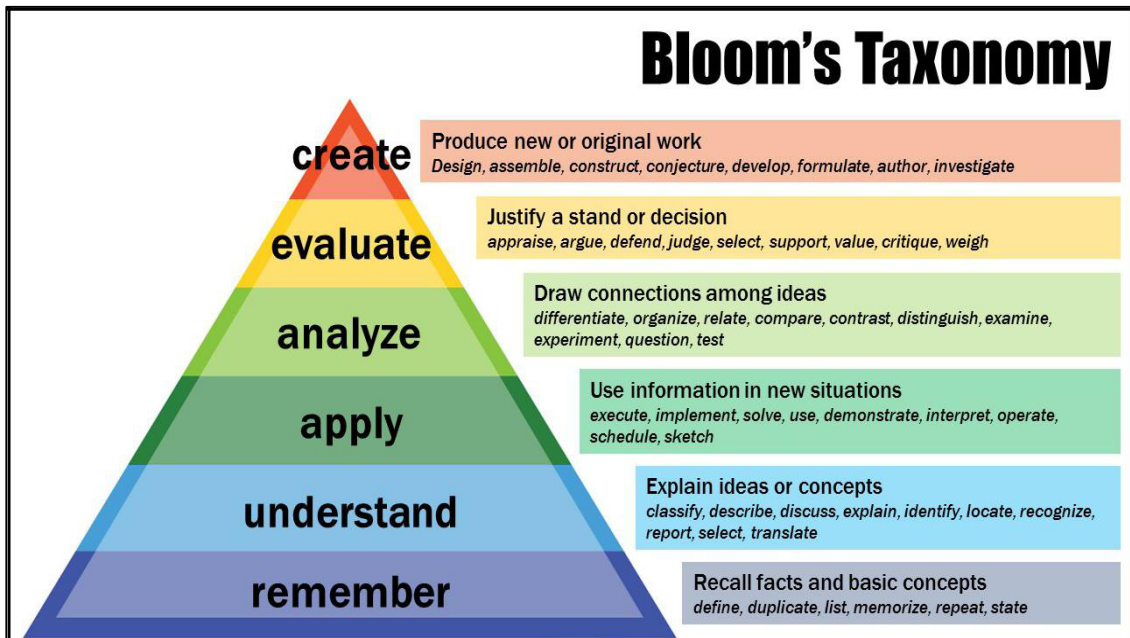 Bloom's Taxonomy
create
Produce new or original work
Design, assemble, construct, conjecture, develop, formulate, author, investigate
evaluate
Justify a stand or decision
appraise, argue, defend, judge, select, support, value, critique, weigh
analyze
Draw connections among ideas
differentiate, organize, relate, compare, contrast, distinguish, examine,
experiment, question, test
apply
Use information in new situations
execute, implement, solve, use, demonstrate, interpret, operate,
schedule, sketch
understand
Explain ideas or concepts
classify, describe, discuss, explain, identify, locate, recognize,
report, select, translate
remember
Recall facts and basic concepts
define, duplicate, list, memorize, repeat, state